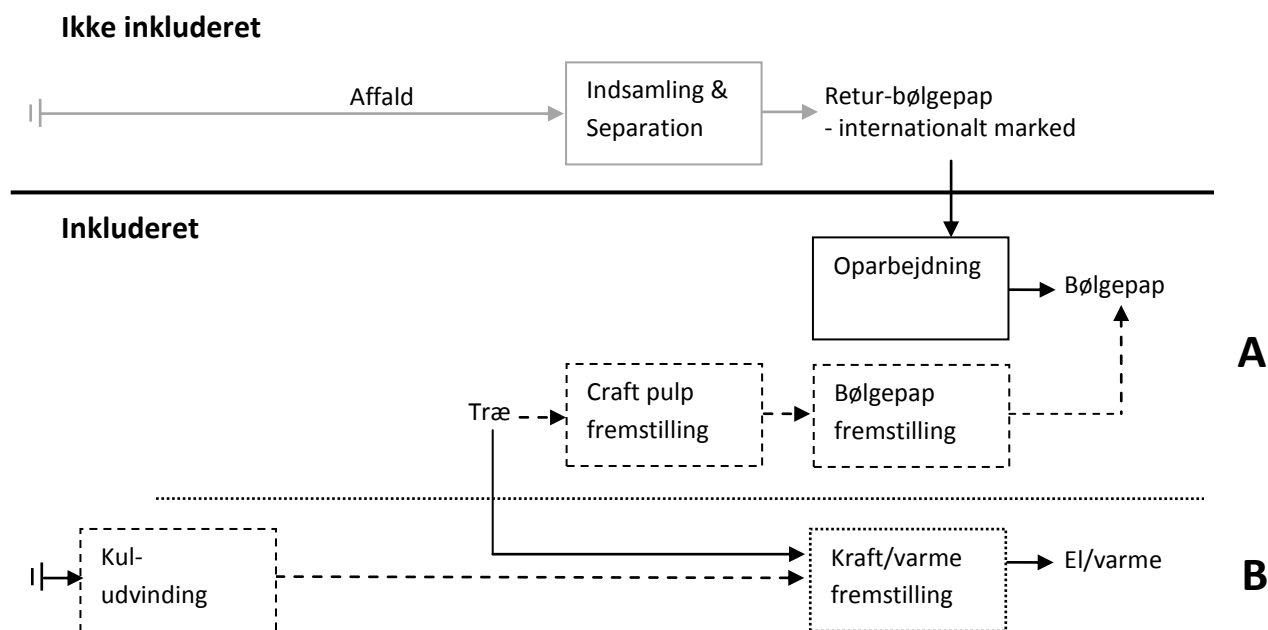 Ikke inkluderet
Affald
Indsamling &
Separation
Retur-bølgepap
- internationalt marked
Inkluderet
Oparbejdning
Bølgepap
A
Træ
Craft pulp
fremstilling
Bølgepap
fremstilling
Kul-
udvinding
Kraft/varme
fremstilling
El/varme
B